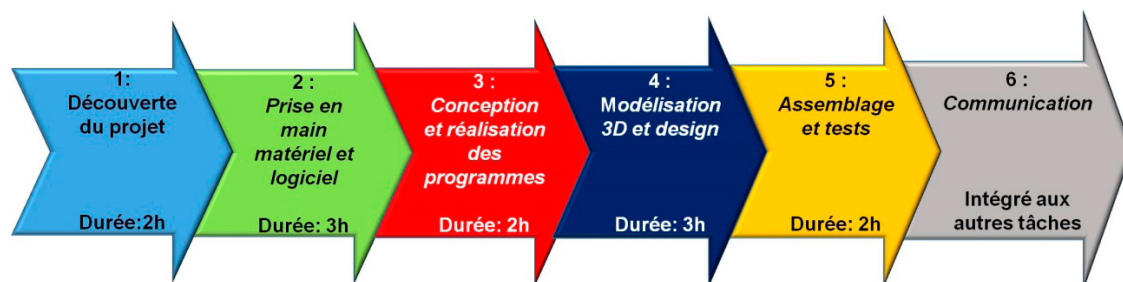 1:
Découverte
du projet
Durée:2h
2 :
Prise en
main
matériel et
logiciel
Durée: 3h
3 :
Conception
et réalisation
des
programmes
Durée: 2h
4 :
Modélisation
3D et design
Durée: 3h
5 :
Assemblage
et tests
Durée: 2h
6 :
Communication
Intégré aux
autres tâches